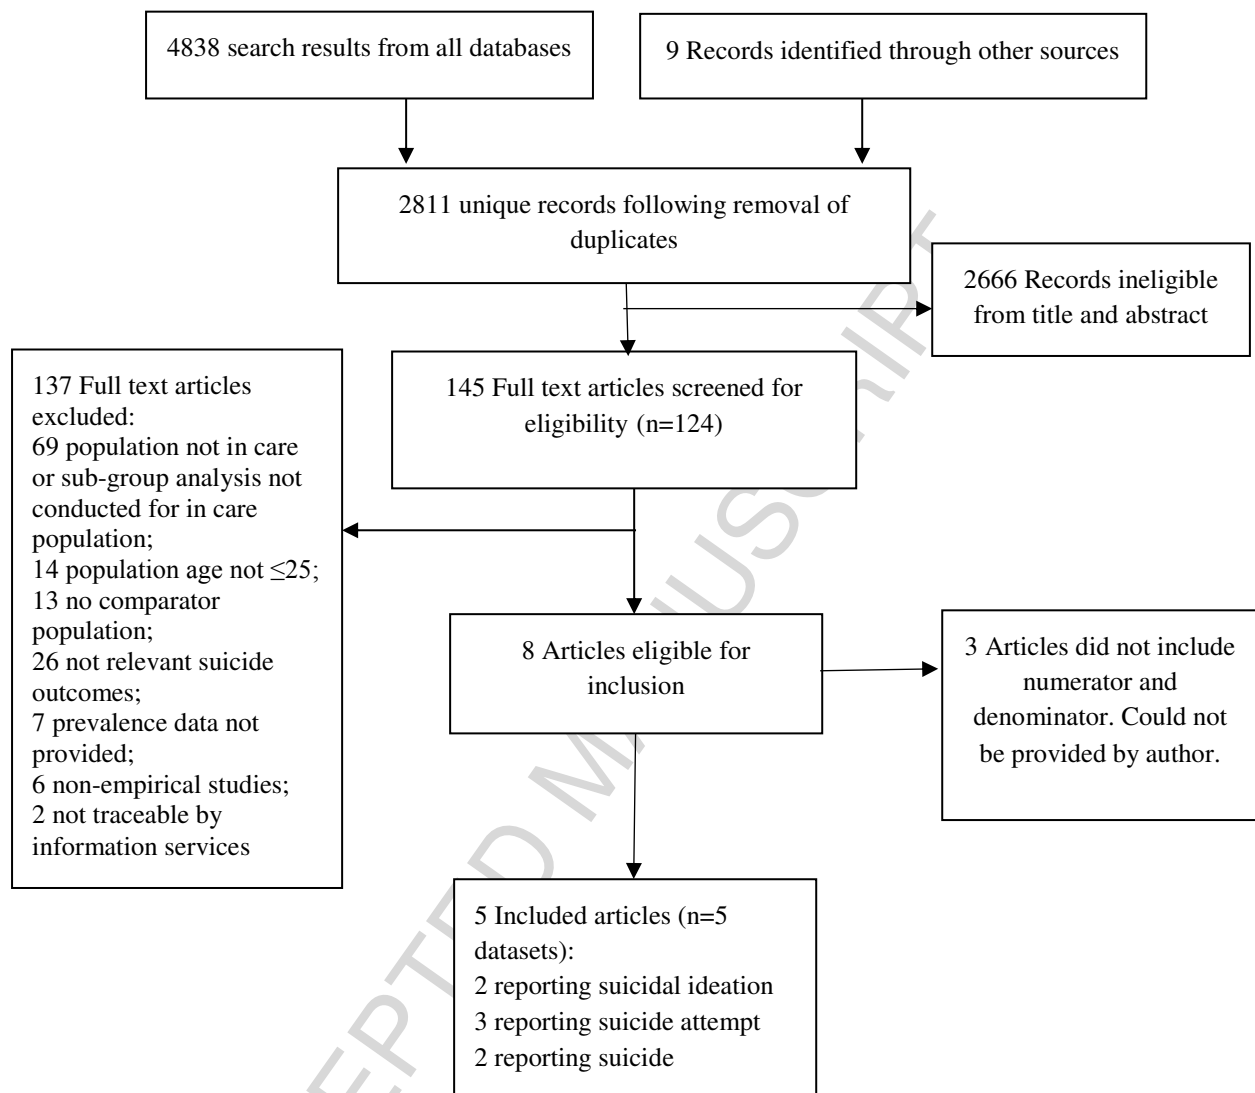 4838 search results from all databases
9 Records identified through other sources
2811 unique records following removal of
duplicates
2666 Records ineligible
from title and abstract
145 Full text articles screened for
eligibility (n=124)
137 Full text articles
excluded:
69 population not in care
or sub-group analysis not
conducted for in care
population;
14 population age not ≤25;
13 no comparator
population;
26 not relevant suicide
outcomes;
7 prevalence data not
provided;
6 non-empirical studies;
2 not traceable by
information services
8 Articles eligible for
inclusion
3 Articles did not include
numerator and
denominator. Could not
be provided by author.
5 Included articles (n=5
datasets):
2 reporting suicidal ideation
3 reporting suicide attempt
2 reporting suicide
EPTED MANUSCRIPT